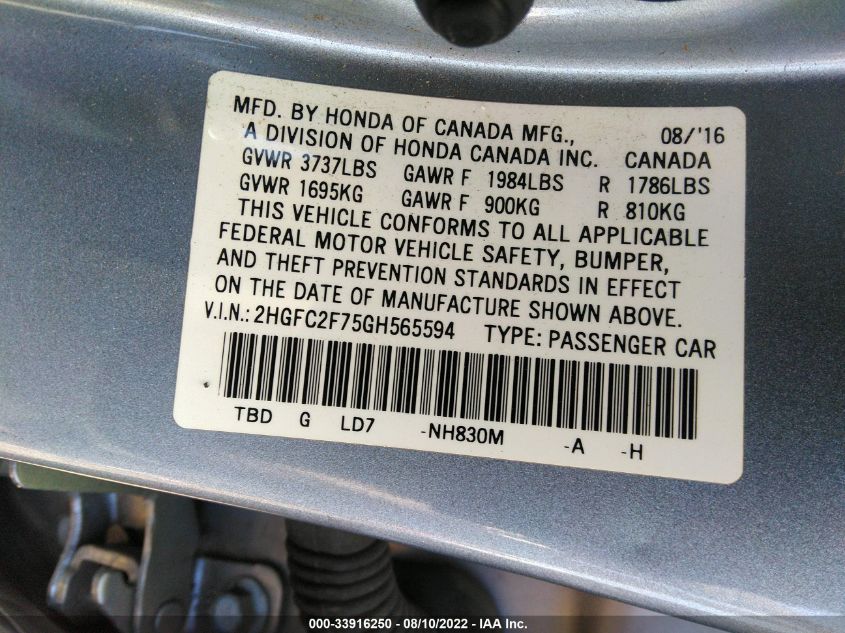 MFD. BY HONDA OF CANADA MFG., 08/'16
A DIVISION OF HONDA CANADA INC. CANADA
GVWR 3737LBS GAWR F 1984LBS R 1786LBS
GVWR 1695KG GAWR F 900KG R 810KG
THIS VEHICLE CONFORMS TO ALL APPLICABLE
FEDERAL MOTOR VEHICLE SAFETY, BUMPER,
AND THEFT PREVENTION STANDARDS IN EFFECT
ON THE DATE OF MANUFACTURE SHOWN ABOVE.
V.I.N.: 2HGFC2F75GH565594 TYPE: PASSENGER CAR
TBD G LD7 -NH830M -A -H
000-33916250 - 08/10/2022 - IAA Inc.